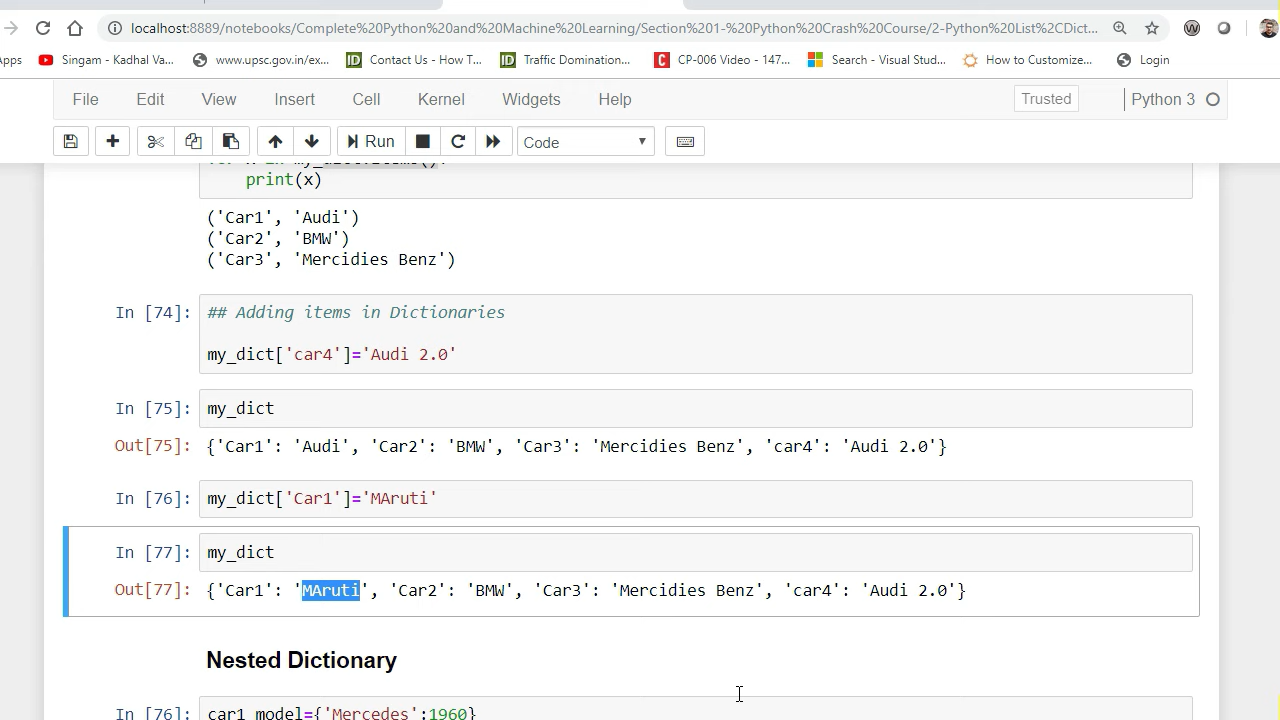 localhost:8889/notebooks/Complete%20Python%20and%20Machine%20Learning/Section%201-%20Python%20Crash%20Course/2-Python%20List%2CDict...
Apps Singam - Kadhal Va... www.upsc.gov.in/ex... Contact Us - How T... Traffic Domination... CP-006 Video - 147... Search - Visual Stud... How to Customize... Login
File Edit View Insert Cell Kernel Widgets Help Trusted Python 3
Run Code
print(x)
('Car1', 'Audi')
('Car2', 'BMW')
('Car3', 'Mercidies Benz')
In [74]: ## Adding items in Dictionaries
my_dict['car4']='Audi 2.0'
In [75]: my_dict
Out[75]: {'Car1': 'Audi', 'Car2': 'BMW', 'Car3': 'Mercidies Benz', 'car4': 'Audi 2.0'}
In [76]: my_dict['Car1']='MAruti'
In [77]: my_dict
Out[77]: {'Car1': 'MAruti', 'Car2': 'BMW', 'Car3': 'Mercidies Benz', 'car4': 'Audi 2.0'}
Nested Dictionary
In [76]: car1_model={'Mercedes':1960}